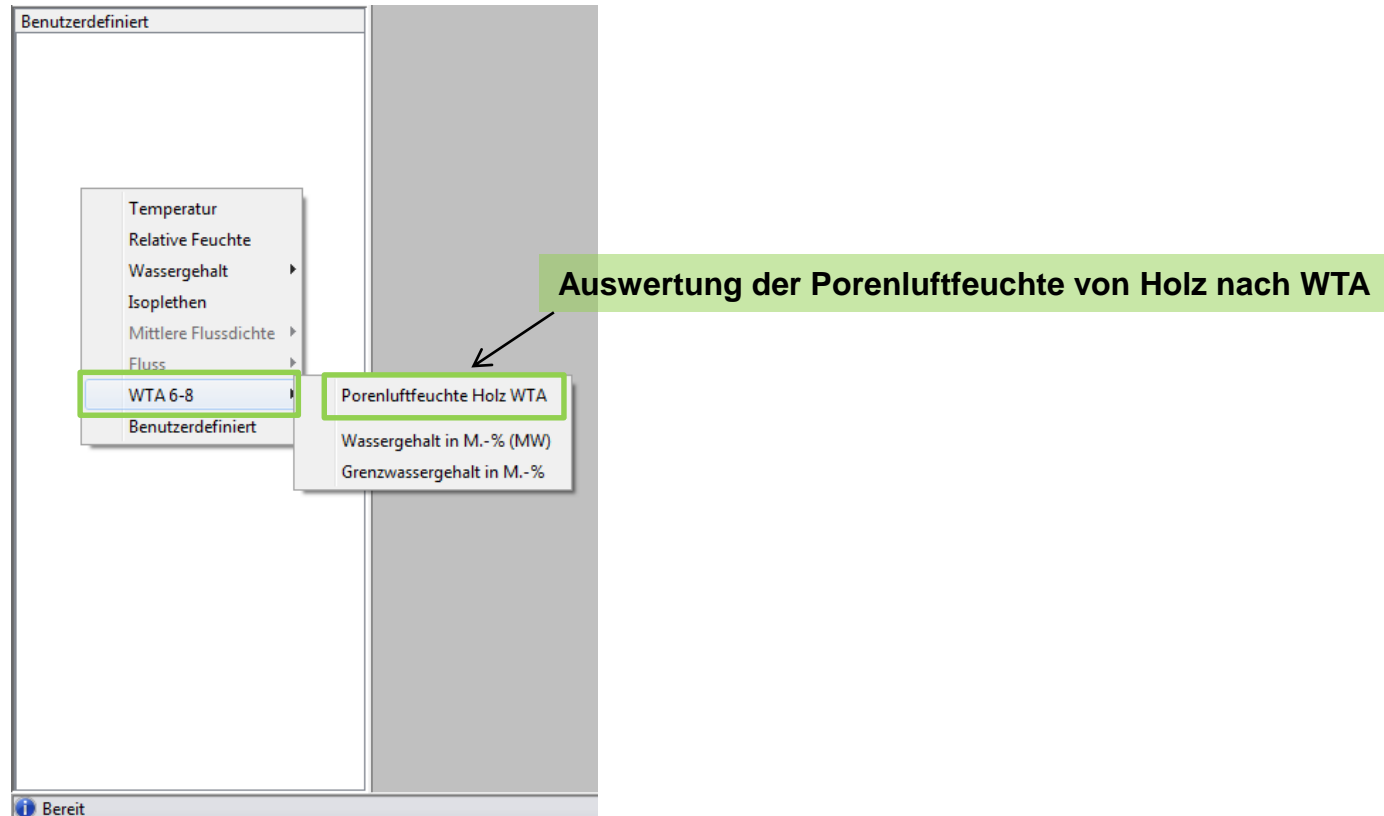 Benutzerdefiniert
Temperatur
Relative Feuchte
Wassergehalt
Isoplethen
Mittlere Flussdichte
Fluss
WTA 6-8
Benutzerdefiniert
Porenluftfeuchte Holz WTA
Wassergehalt in M.-% (MW)
Grenzwassergehalt in M.-%
Auswertung der Porenluftfeuchte von Holz nach WTA
Bereit